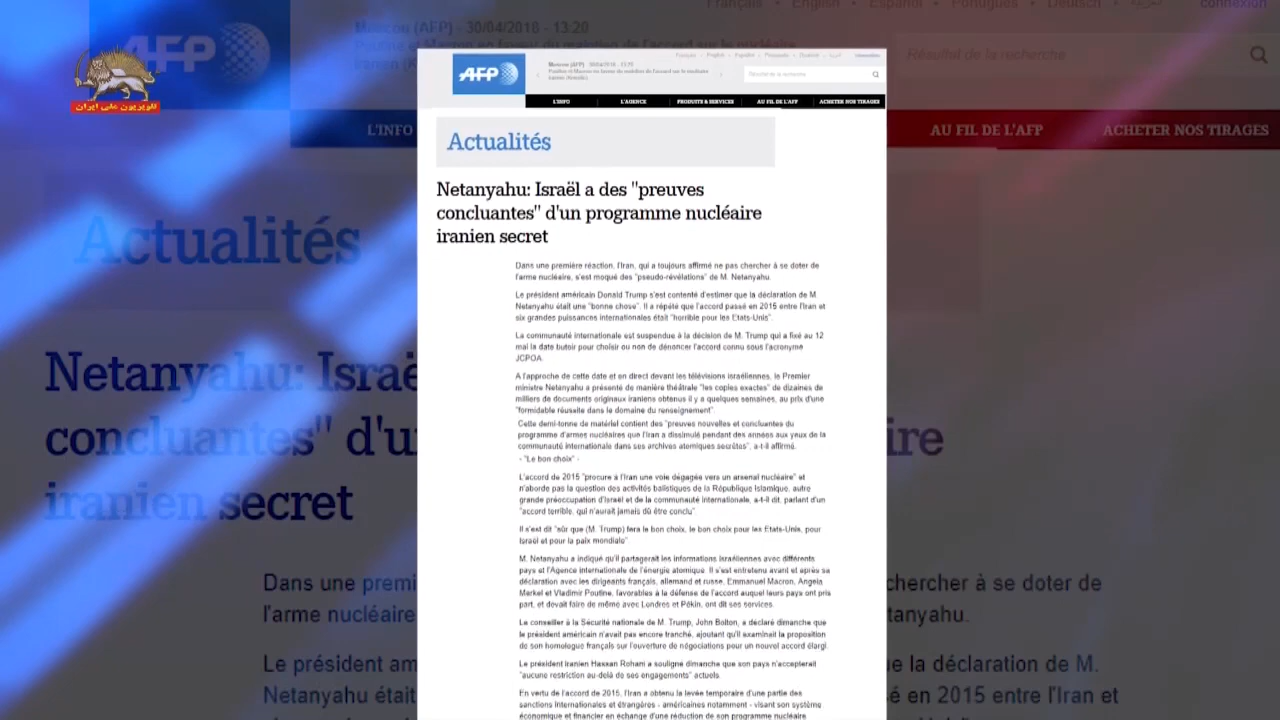 Français English Español Português Deutsch عربية connexion
Moscou (AFP) - 30/04/2018 - 13:20
Poutine et Macron en faveur du maintien de l'accord sur le nucléaire
iranien
Résultat de la recherche
AFP
تلویزیون ملی ایران
L'INFO
AU FIL DE L'AFP
ACHETER NOS TIRAGES
Actualités
Netanyahu: Israë
concluantes" d'u
ire
iranien secret
Dans une premi
chercher à se doter de
l'arme nucléaire
tanyahu.
Le président am
la déclaration de M.
Netanyahu était
en 2015 entre l'Iran et
AFP
L'INFO
L'AGENCE
PRODUITS & SERVICES
AU FIL DE L'AFP
ACHETER NOS TIRAGES
Résultat de la recherche
Actualités
Netanyahu: Israël a des "preuves
concluantes" d'un programme nucléaire
iranien secret
Dans une première réaction, l'Iran, qui a toujours affirmé ne pas chercher à se doter de
l'arme nucléaire, s'est moqué des "pseudo-révélations" de M. Netanyahu.
Le président américain Donald Trump s'est contenté d'estimer que la déclaration de M.
Netanyahu était une "bonne chose". Il a répété que l'accord passé en 2015 entre l'Iran et
six grandes puissances internationales était "horrible pour les Etats-Unis".
La communauté internationale est suspendue à la décision de M. Trump qui a fixé au 12
mai la date butoir pour choisir ou non de dénoncer l'accord connu sous l'acronyme
JCPOA.
A l'approche de cette date et en direct devant les télévisions israéliennes, le Premier
ministre Netanyahu a présenté de manière théâtrale "les copies exactes" de dizaines de
milliers de documents originaux iraniens obtenus il y a quelques semaines, au prix d'une
"formidable réussite dans le domaine du renseignement".
Cette demi-tonne de matériel contient des "preuves nouvelles et concluantes du
programme d'armes nucléaires que l'Iran a dissimulé pendant des années aux yeux de la
communauté internationale dans ses archives atomiques secrètes", a-t-il affirmé.
- "Le bon choix" -
L'accord de 2015 "procure à l'Iran une voie dégagée vers un arsenal nucléaire" et
n'aborde pas la question des activités balistiques de la République Islamique, autre
grande préoccupation d'Israël et de la communauté internationale, a-t-il dit, parlant d'un
"accord terrible, qui n'aurait jamais dû être conclu".
Il s'est dit "sûr que (M. Trump) fera le bon choix, le bon choix pour les Etats-Unis, pour
Israël et pour la paix mondiale".
M. Netanyahu a indiqué qu'il partagerait les informations israéliennes avec différents
pays et l'Agence internationale de l'énergie atomique. Il s'est entretenu avant et après sa
déclaration avec les dirigeants français, allemand et russe, Emmanuel Macron, Angela
Merkel et Vladimir Poutine, favorables à la défense de l'accord auquel leurs pays ont pris
part, et devait faire de même avec Londres et Pékin, ont dit ses services.
Le conseiller à la Sécurité nationale de M. Trump, John Bolton, a déclaré dimanche que
le président américain n'avait pas encore tranché, ajoutant qu'il examinait la proposition
de son homologue français sur l'ouverture de négociations pour un nouvel accord élargi.
Le président iranien Hassan Rohani a souligné dimanche que son pays n'accepterait
"aucune restriction au-delà de ses engagements" actuels.
En vertu de l'accord de 2015, l'Iran a obtenu la levée temporaire d'une partie des
sanctions internationales et étrangères - américaines notamment - visant son système
économique et financier en échange d'une réduction de son programme nucléaire